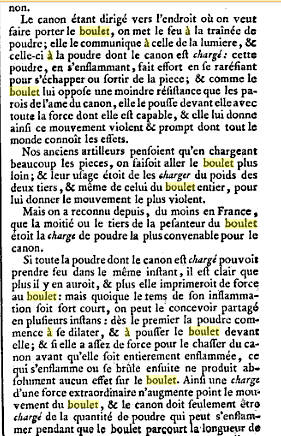 non.
Le canon étant dirigé vers l'endroit où on veut
faire porter le boulet, on met le feu à la traînée de
poudre; elle le communique à celle de la lumiere, &
celle-ci à la poudre dont le canon est chargé: cette
poudre, en s'enflammant, fait effort en se raréfiant
pour s'échapper ou sortir de la piece; & comme le
boulet lui oppose une moindre résistance que les pa-
rois de l'ame du canon, elle le pousse devant elle avec
toute la force dont elle est capable, & elle lui donne
ainsi ce mouvement violent & prompt dont tout le
monde connoît les effets.
Nos anciens artilleurs pensoient qu'en chargeant
beaucoup les pieces, on faisoit aller le boulet plus
loin; & leur usage étoit de les charger du poids des
deux tiers, & même de celui du boulet entier, pour
lui donner le mouvement le plus violent.
Mais on a reconnu depuis, du moins en France,
que la moitié ou le tiers de la pesanteur du boulet
étoit la charge de poudre la plus convenable pour le
canon.
Si toute la poudre dont le canon est chargé pouvoit
prendre feu dans le même instant, il est clair que
plus il y en auroit, & plus elle imprimeroit de force
au boulet: mais quoique le tems de son inflamma-
tion soit fort court, on peut le concevoir partagé
en plusieurs instans: dès le premier la poudre com-
mence à se dilater, & à pousser le boulet devant
elle; & si elle a assez de force pour le chasser du ca-
non avant qu'elle soit entierement enflammée, ce
qui s'enflamme ou se brûle ensuite ne produit ab-
solument aucun effet sur le boulet. Ainsi une charge
d'une force extraordinaire n'augmente point le mou-
vement du boulet, & le canon doit seulement être
chargé de la quantité de poudre qui peut s'enflam-
mer pendant que le boulet parcourt la longueur de